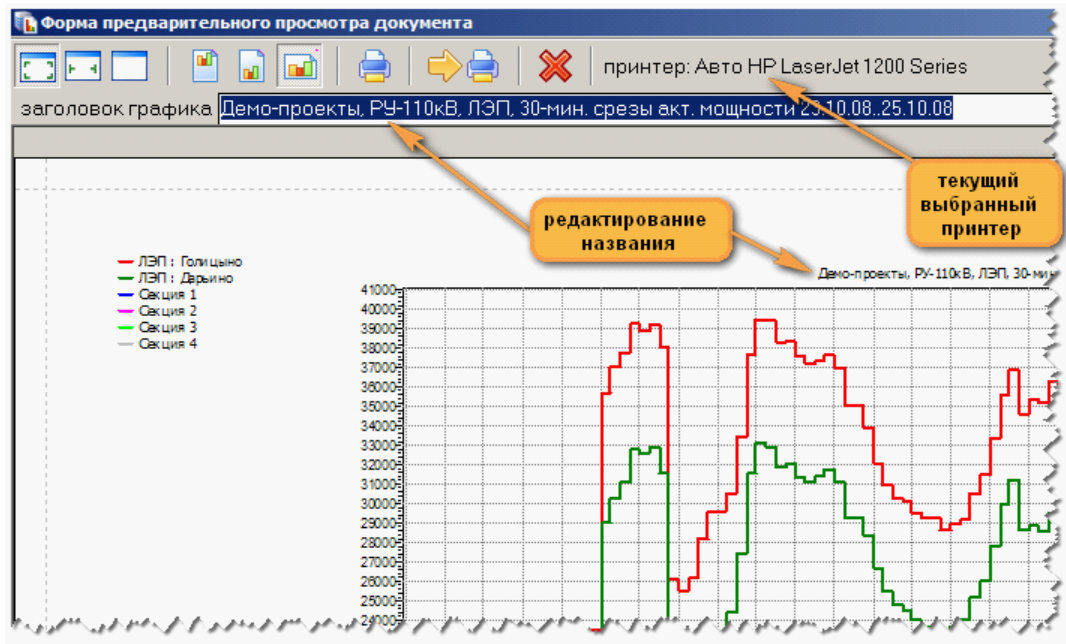 Форма предварительного просмотра документа
принтер: Авто HP LaserJet 1200 Series
заголовок графика Демо-проекты, РУ-110кВ, ЛЭП, 30-мин. срезы акт. мощности 23.10.08..25.10.08
текущий
выбранный
принтер
редактирование
названия
ЛЭП : Голицыно
ЛЭП : Дарьино
Секция 1
Секция 2
Секция 3
Секция 4
Демо-проекты, РУ-110кВ, ЛЭП, 30-мин
41000
40000
39000
38000
37000
36000
35000
34000
33000
32000
31000
30000
29000
28000
27000
26000
25000
24000